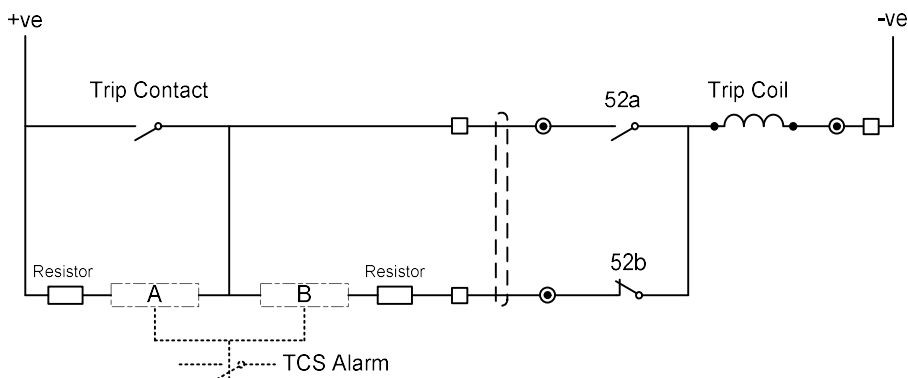 +ve
-ve
Trip Contact
52a
Trip Coil
Resistor
A
B
Resistor
52b
TCS Alarm